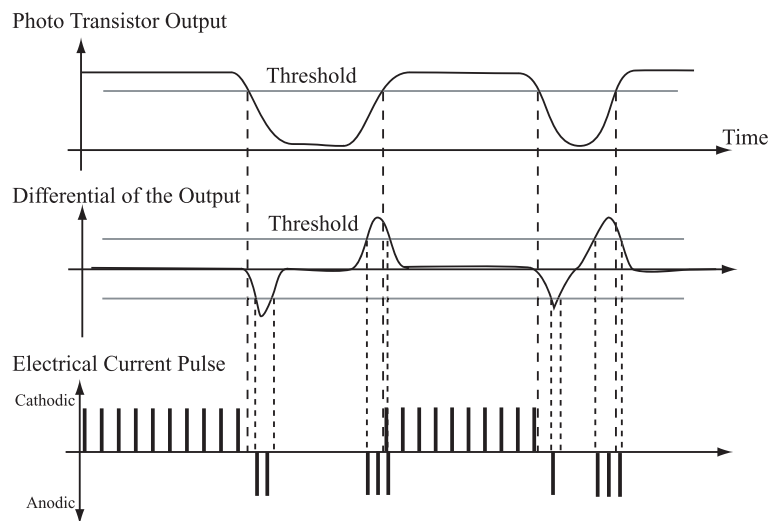 Photo Transistor Output
Threshold
Time
Differential of the Output
Threshold
Electrical Current Pulse
Cathodic
Anodic